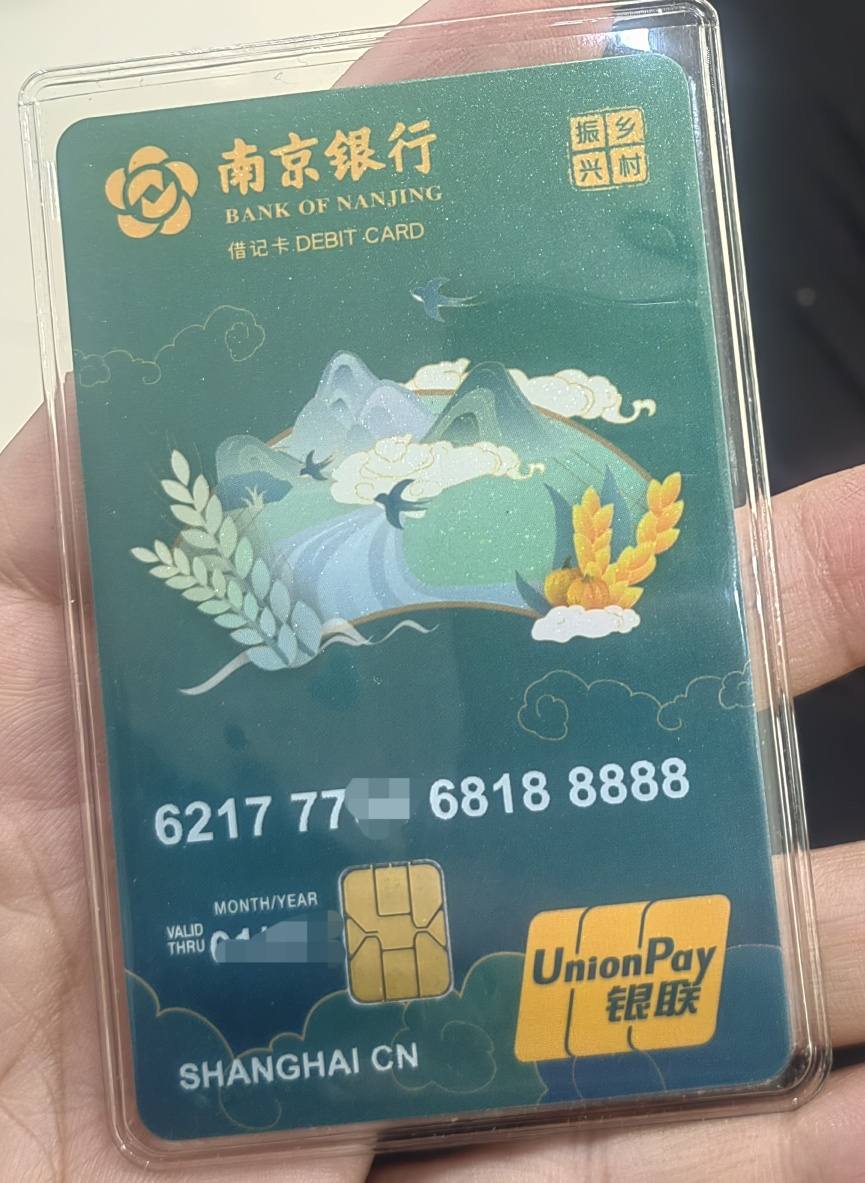 南京银行
BANK OF NANJING
借记卡 DEBIT CARD
振乡
兴村
6217 77 6818 8888
MONTH/YEAR
VALID
THRU
UnionPay
银联
SHANGHAI CN